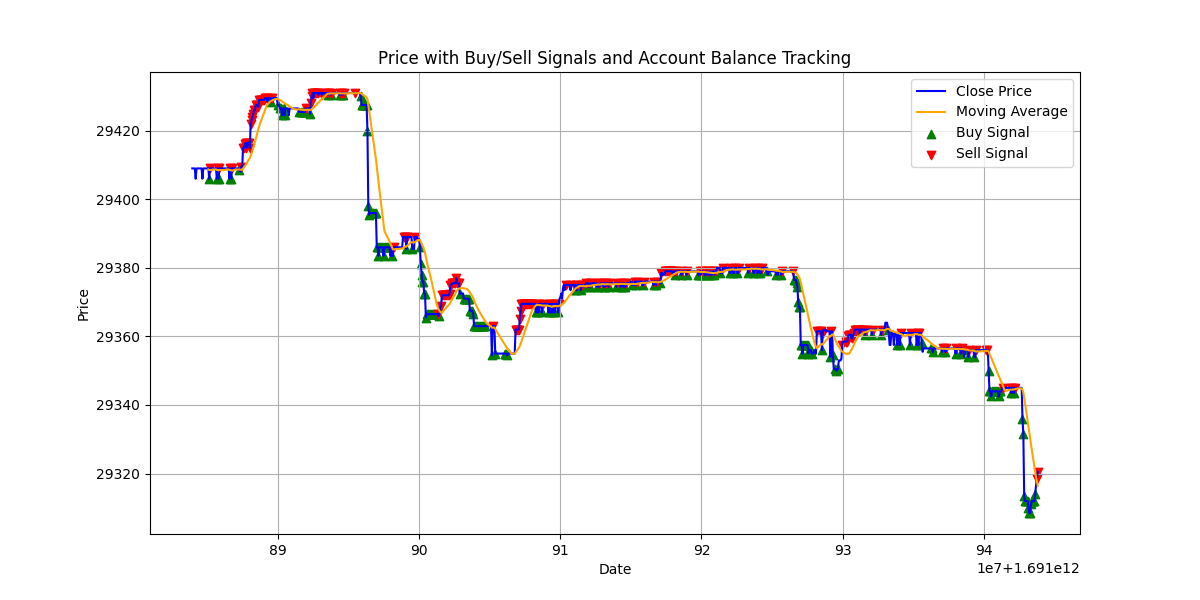 Price with Buy/Sell Signals and Account Balance Tracking
Close Price
Moving Average
Buy Signal
Sell Signal
29420
29400
29380
29360
29340
29320
Price
89 90 91 92 93 94
Date
1e7+1.691e12